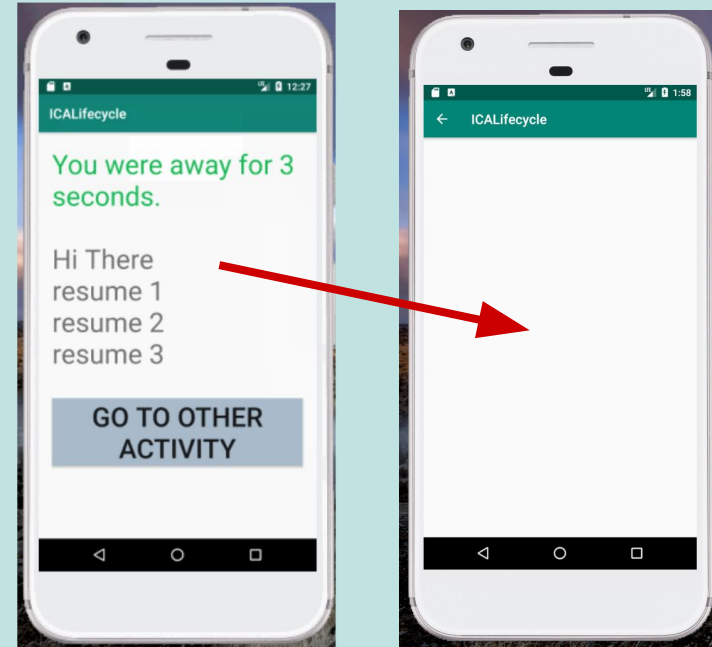 12:27
ICALifecycle
You were away for 3
seconds.
Hi There
resume 1
resume 2
resume 3
GO TO OTHER
ACTIVITY
1:58
ICALifecycle